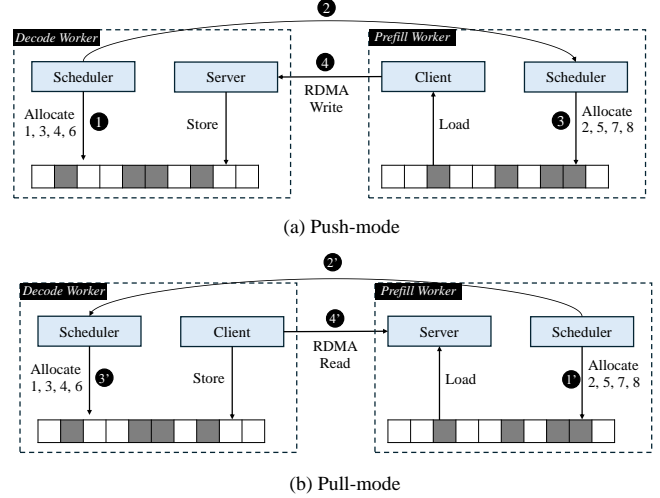 2
Decode Worker
Prefill Worker
Scheduler
Server
4
Client
Scheduler
RDMA
Write
Allocate
1, 3, 4, 6
1
Store
Load
3
Allocate
2, 5, 7, 8
(a) Push-mode
2'
Decode Worker
Prefill Worker
Scheduler
Client
4'
Server
Scheduler
RDMA
Read
Allocate
1, 3, 4, 6
3'
Store
Load
1'
Allocate
2, 5, 7, 8
(b) Pull-mode